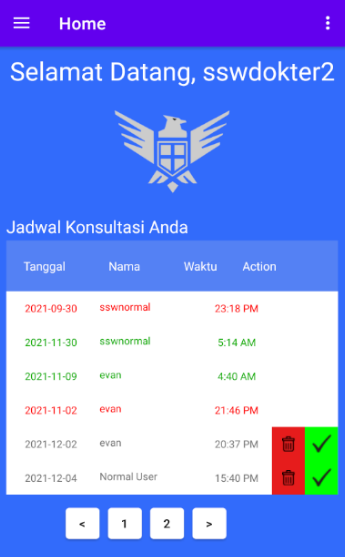 Home
Selamat Datang, sswdokter2
Jadwal Konsultasi Anda
Tanggal Nama Waktu Action
2021-09-30 sswnormal 23:18 PM
2021-11-30 sswnormal 5:14 AM
2021-11-09 evan 4:40 AM
2021-11-02 evan 21:46 PM
2021-12-02 evan 20:37 PM
2021-12-04 Normal User 15:40 PM
< 1 2 >